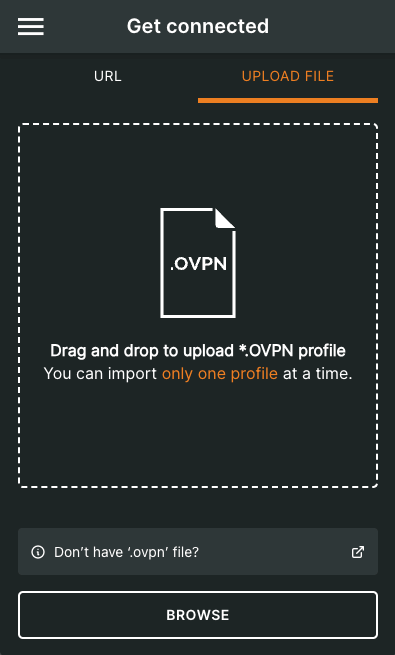 Get connected
URL
UPLOAD FILE
.OVPN
Drag and drop to upload *.OVPN profile
You can import only one profile at a time.
Don’t have ‘.ovpn’ file?
BROWSE